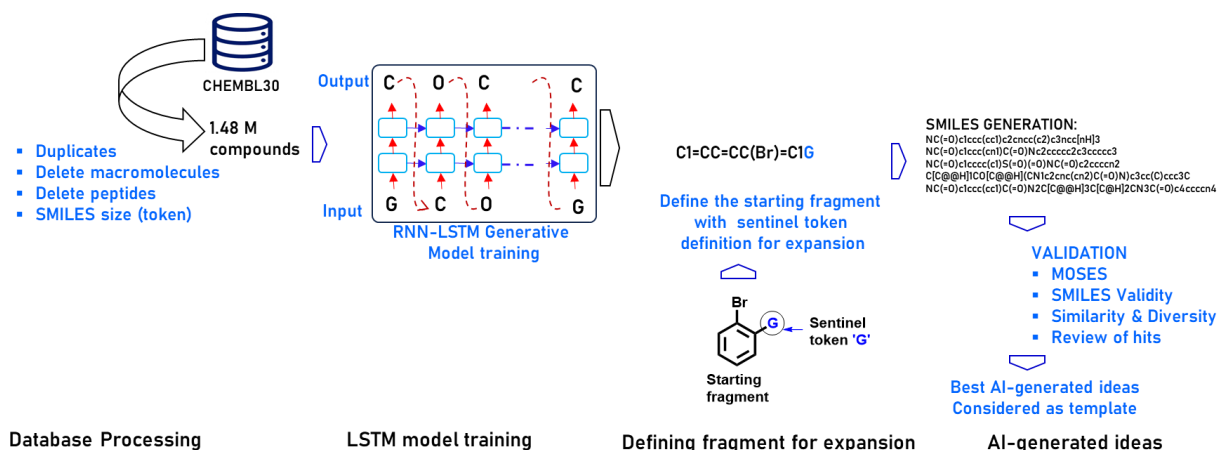 CHEMBL30
1.48 M
compounds
▪ Duplicates
▪ Delete macromolecules
▪ Delete peptides
▪ SMILES size (token)
Database Processing
Output
C O C C
Input
G C O G
RNN-LSTM Generative
Model training
LSTM model training
C1=CC=CC(Br)=C1G
Define the starting fragment
with sentinel token
definition for expansion
Br
G
Sentinel
token 'G'
Starting
fragment
Defining fragment for expansion
SMILES GENERATION:
NC(=O)c1ccc(cc1)c2cncc(c2)c3ncc[nH]3
NC(=O)c1ccc(cn1)C(=O)Nc2ccccc2c3ccccc3
NC(=O)c1cccc(c1)S(=O)(=O)NC(=O)c2ccccn2
C[C@@H]1CO[C@@H](CN1c2cnc(cn2)C(=O)N)c3cc(C)ccc3C
NC(=O)c1ccc(cc1)C(=O)N2C[C@@H]3C[C@H]2CN3C(=O)c4ccccn4
VALIDATION
▪ MOSES
▪ SMILES Validity
▪ Similarity & Diversity
▪ Review of hits
Best AI-generated ideas
Considered as template
AI-generated ideas